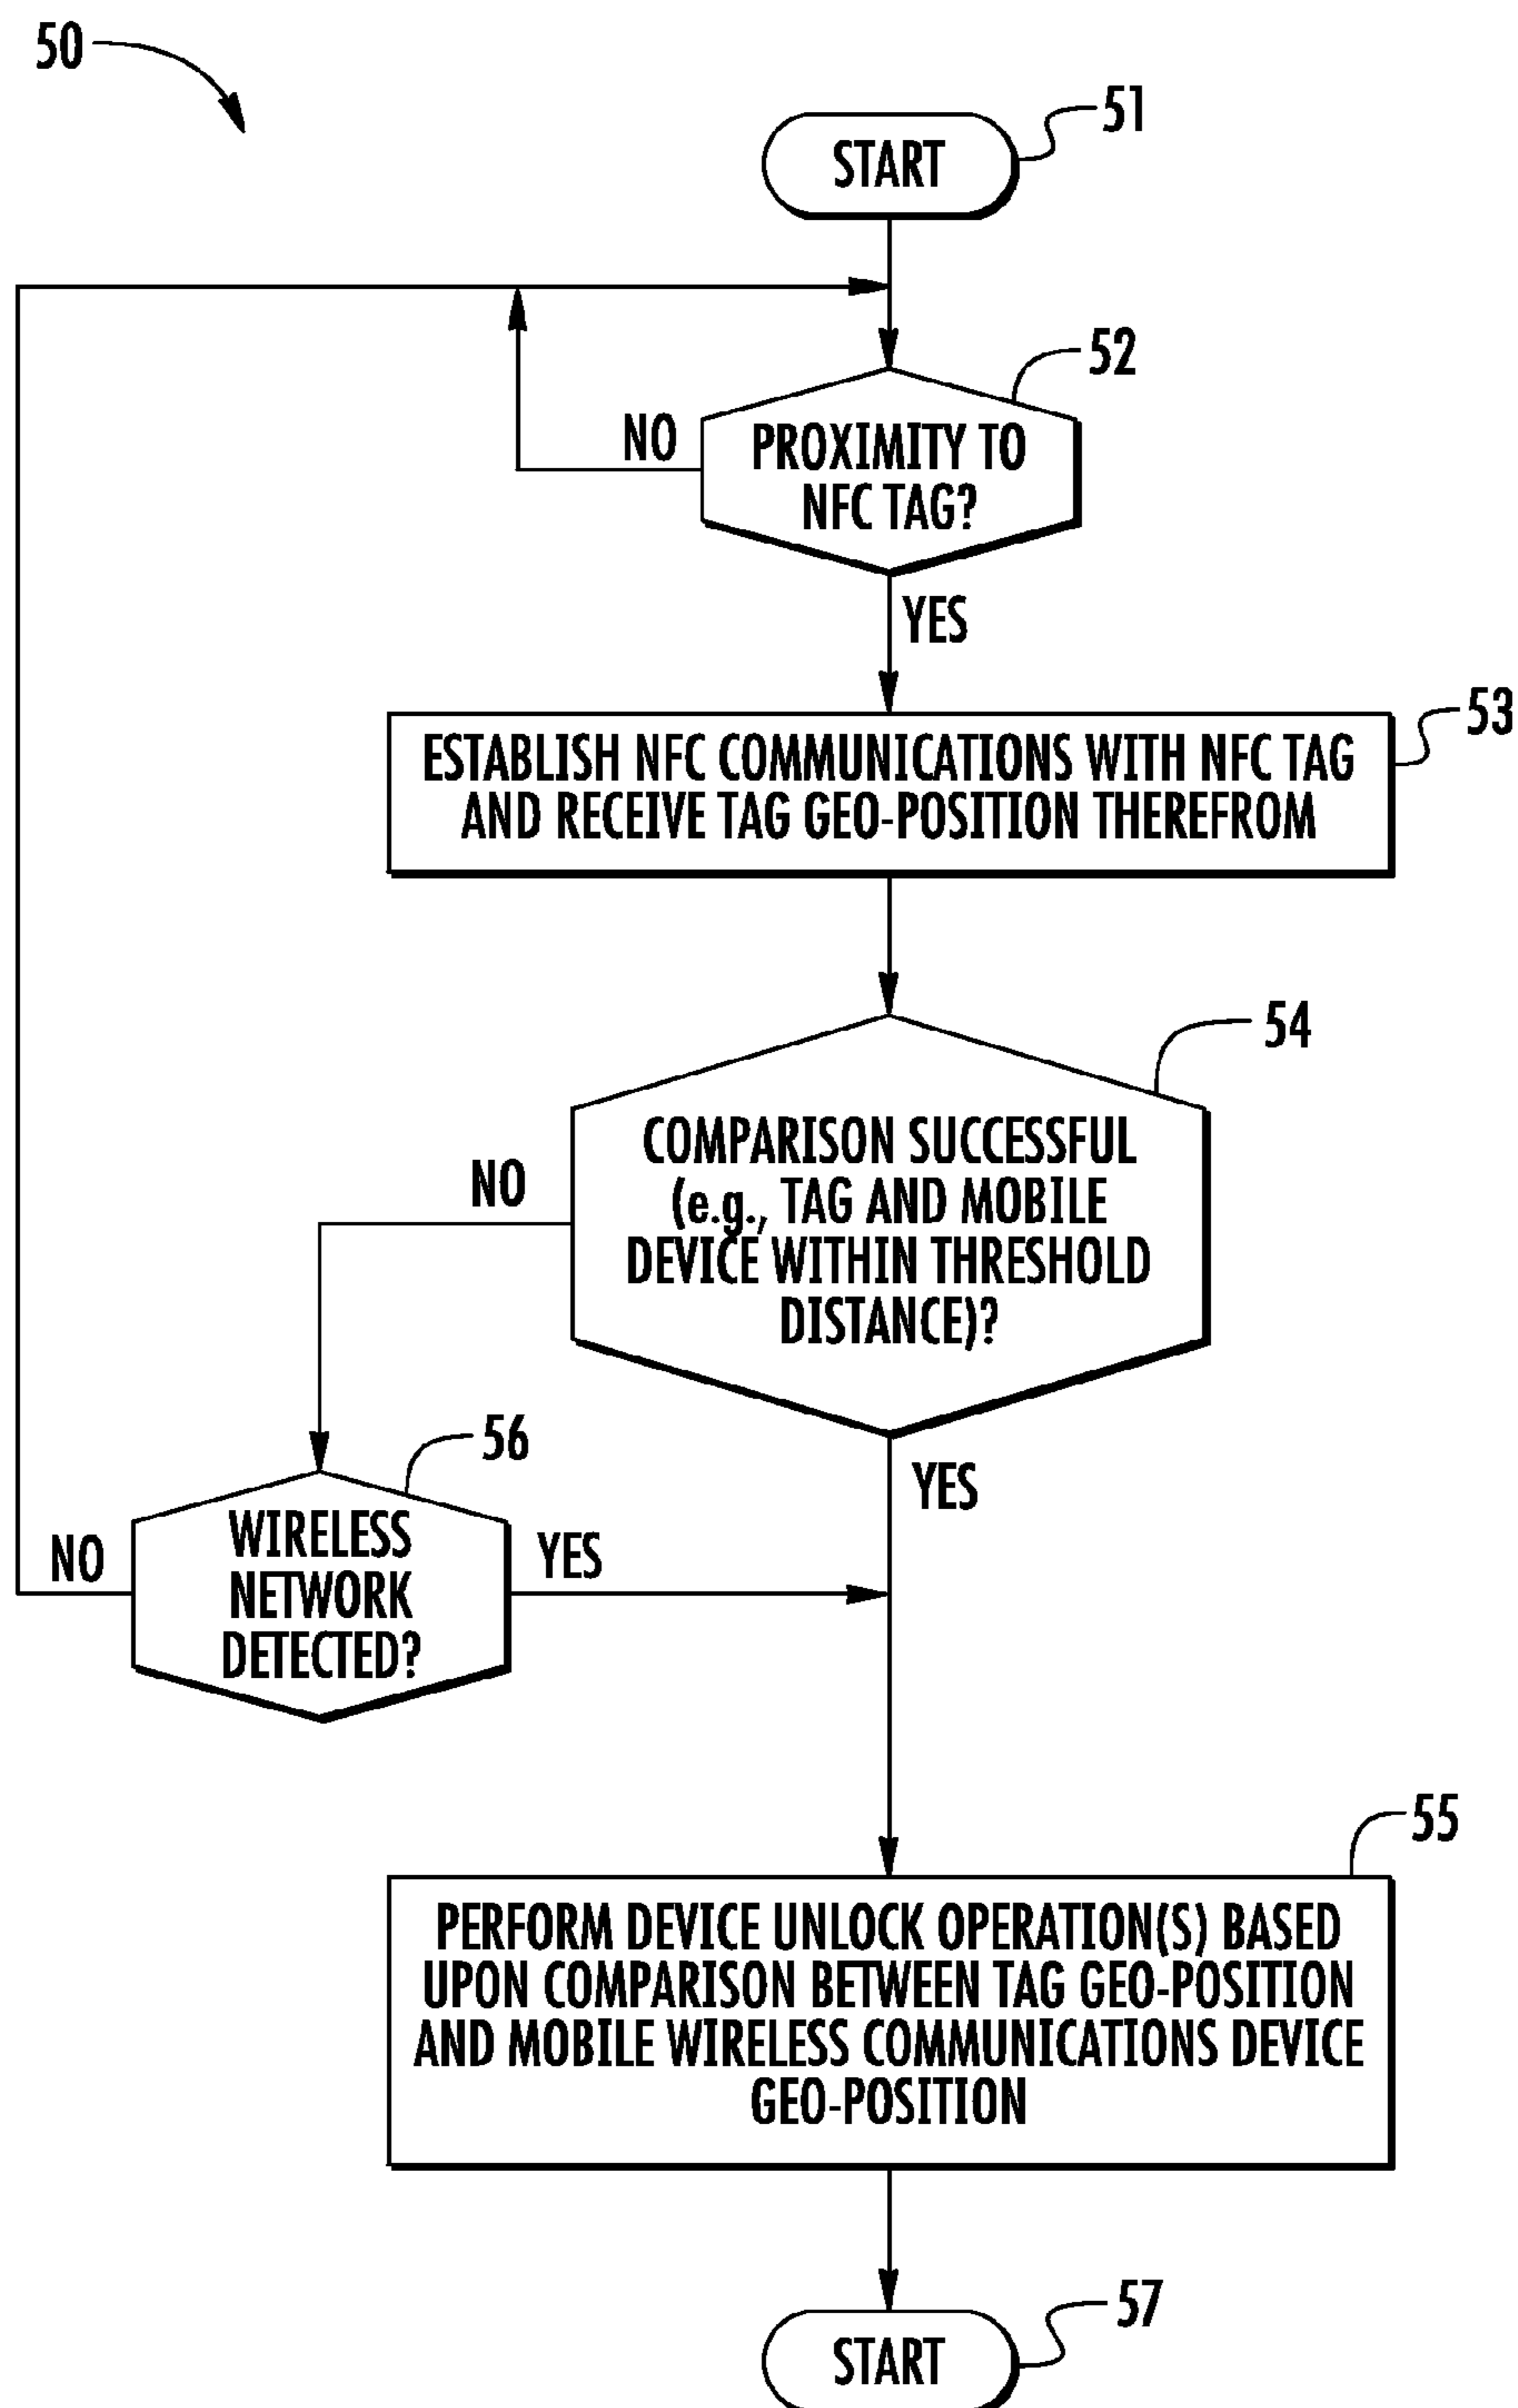 50
START
51
52
NO
PROXIMITY TO
NFC TAG?
YES
53
ESTABLISH NFC COMMUNICATIONS WITH NFC TAG
AND RECEIVE TAG GEO-POSITION THEREFROM
54
NO
COMPARISON SUCCESSFUL
(e.g., TAG AND MOBILE
DEVICE WITHIN THRESHOLD
DISTANCE)?
56
YES
NO
WIRELESS
NETWORK
DETECTED?
YES
55
PERFORM DEVICE UNLOCK OPERATION(S) BASED
UPON COMPARISON BETWEEN TAG GEO-POSITION
AND MOBILE WIRELESS COMMUNICATIONS DEVICE
GEO-POSITION
57
START